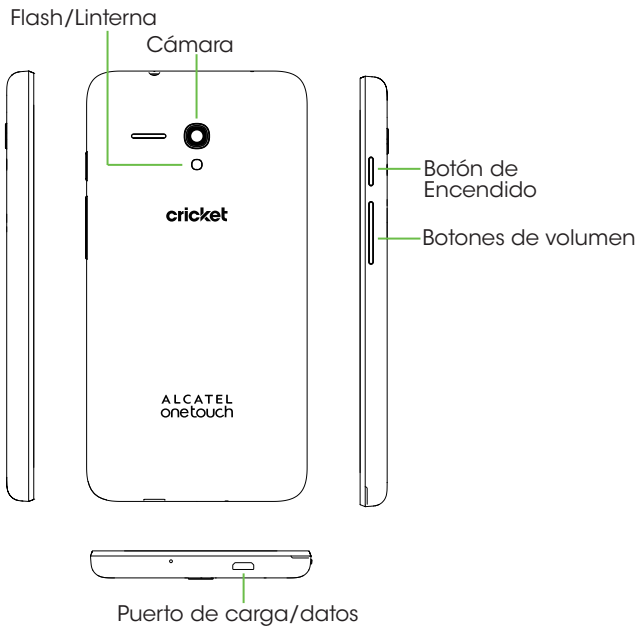 Flash/Linterna
Cámara
Botón de
Encendido
Botones de volumen
cricket
ALCATEL
onetouch
Puerto de carga/datos